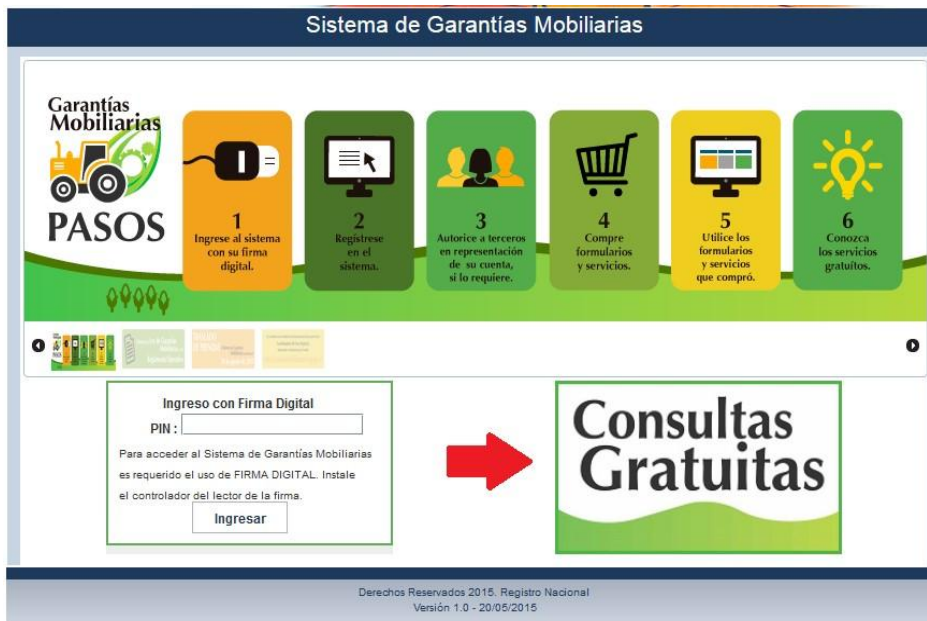 Sistema de Garantías Mobiliarias
Garantías
Mobiliarias
PASOS
1
Ingrese al sistema
con su firma
digital.
2
Regístrese
en el
sistema.
3
Autorice a terceros
en representación
de su cuenta,
si lo requiere.
4
Compre
formularios
y servicios.
5
Utilice los
formularios
y servicios
que compró.
6
Conozca
los servicios
gratuítos.
Ingreso con Firma Digital
PIN :
Para acceder al Sistema de Garantías Mobiliarias
es requerido el uso de FIRMA DIGITAL. Instale
el controlador del lector de la firma.
Ingresar
Consultas
Gratuitas
Derechos Reservados 2015. Registro Nacional
Versión 1.0 - 20/05/2015